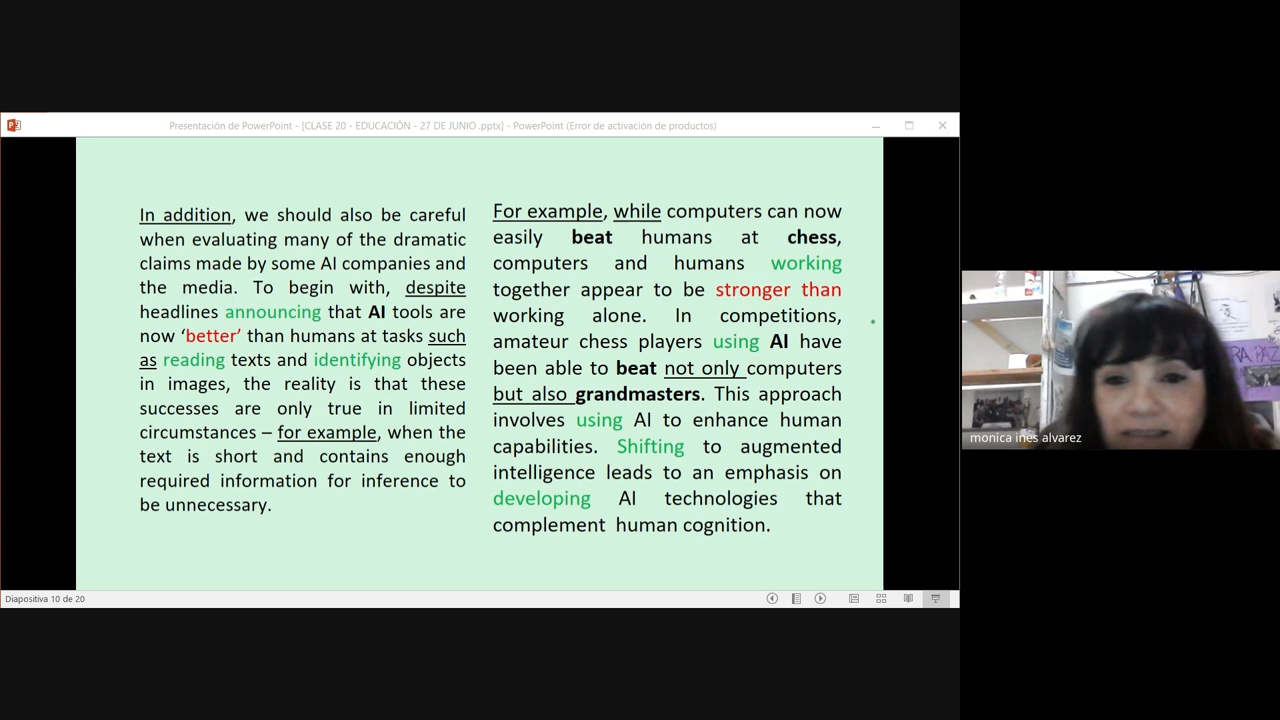 Presentación de PowerPoint - [CLASE 20 - EDUCACIÓN - 27 DE JUNIO .pptx] - PowerPoint (Error de activación de productos)
In addition, we should also be careful
when evaluating many of the dramatic
claims made by some AI companies and
the media. To begin with, despite
headlines announcing that AI tools are
now ‘better’ than humans at tasks such
as reading texts and identifying objects
in images, the reality is that these
successes are only true in limited
circumstances – for example, when the
text is short and contains enough
required information for inference to
be unnecessary.
For example, while computers can now
easily beat humans at chess,
computers and humans working
together appear to be stronger than
working alone. In competitions,
amateur chess players using AI have
been able to beat not only computers
but also grandmasters. This approach
involves using AI to enhance human
capabilities. Shifting to augmented
intelligence leads to an emphasis on
developing AI technologies that
complement human cognition.
Diapositiva 10 de 20
monica ines alvarez